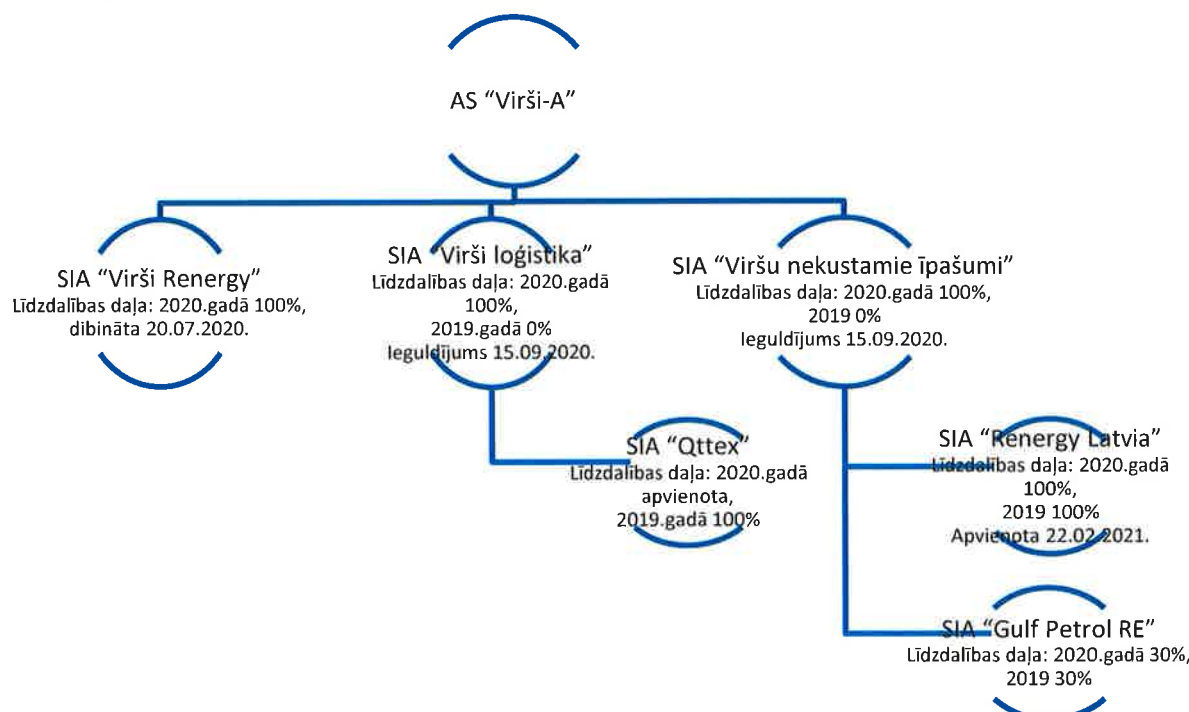 AS “Virši-A”
SIA “Virši Renergy”
Līdzdalības daļa: 2020.gadā 100%,
dibināta 20.07.2020.
SIA “Virši loģistika”
Līdzdalības daļa: 2020.gadā
100%,
2019.gadā 0%
Ieguldījums 15.09.2020.
SIA “Viršu nekustamie īpašumi”
Līdzdalības daļa: 2020.gadā 100%,
2019 0%
Ieguldījums 15.09.2020.
SIA “Qttex”
Līdzdalības daļa: 2020.gadā
apvienota,
2019.gadā 100%
SIA “Renergy Latvia”
Līdzdalības daļa: 2020.gadā
100%,
2019 100%
Apvienota 22.02.2021.
SIA “Gulf Petrol RE”
Līdzdalības daļa: 2020.gadā 30%,
2019 30%